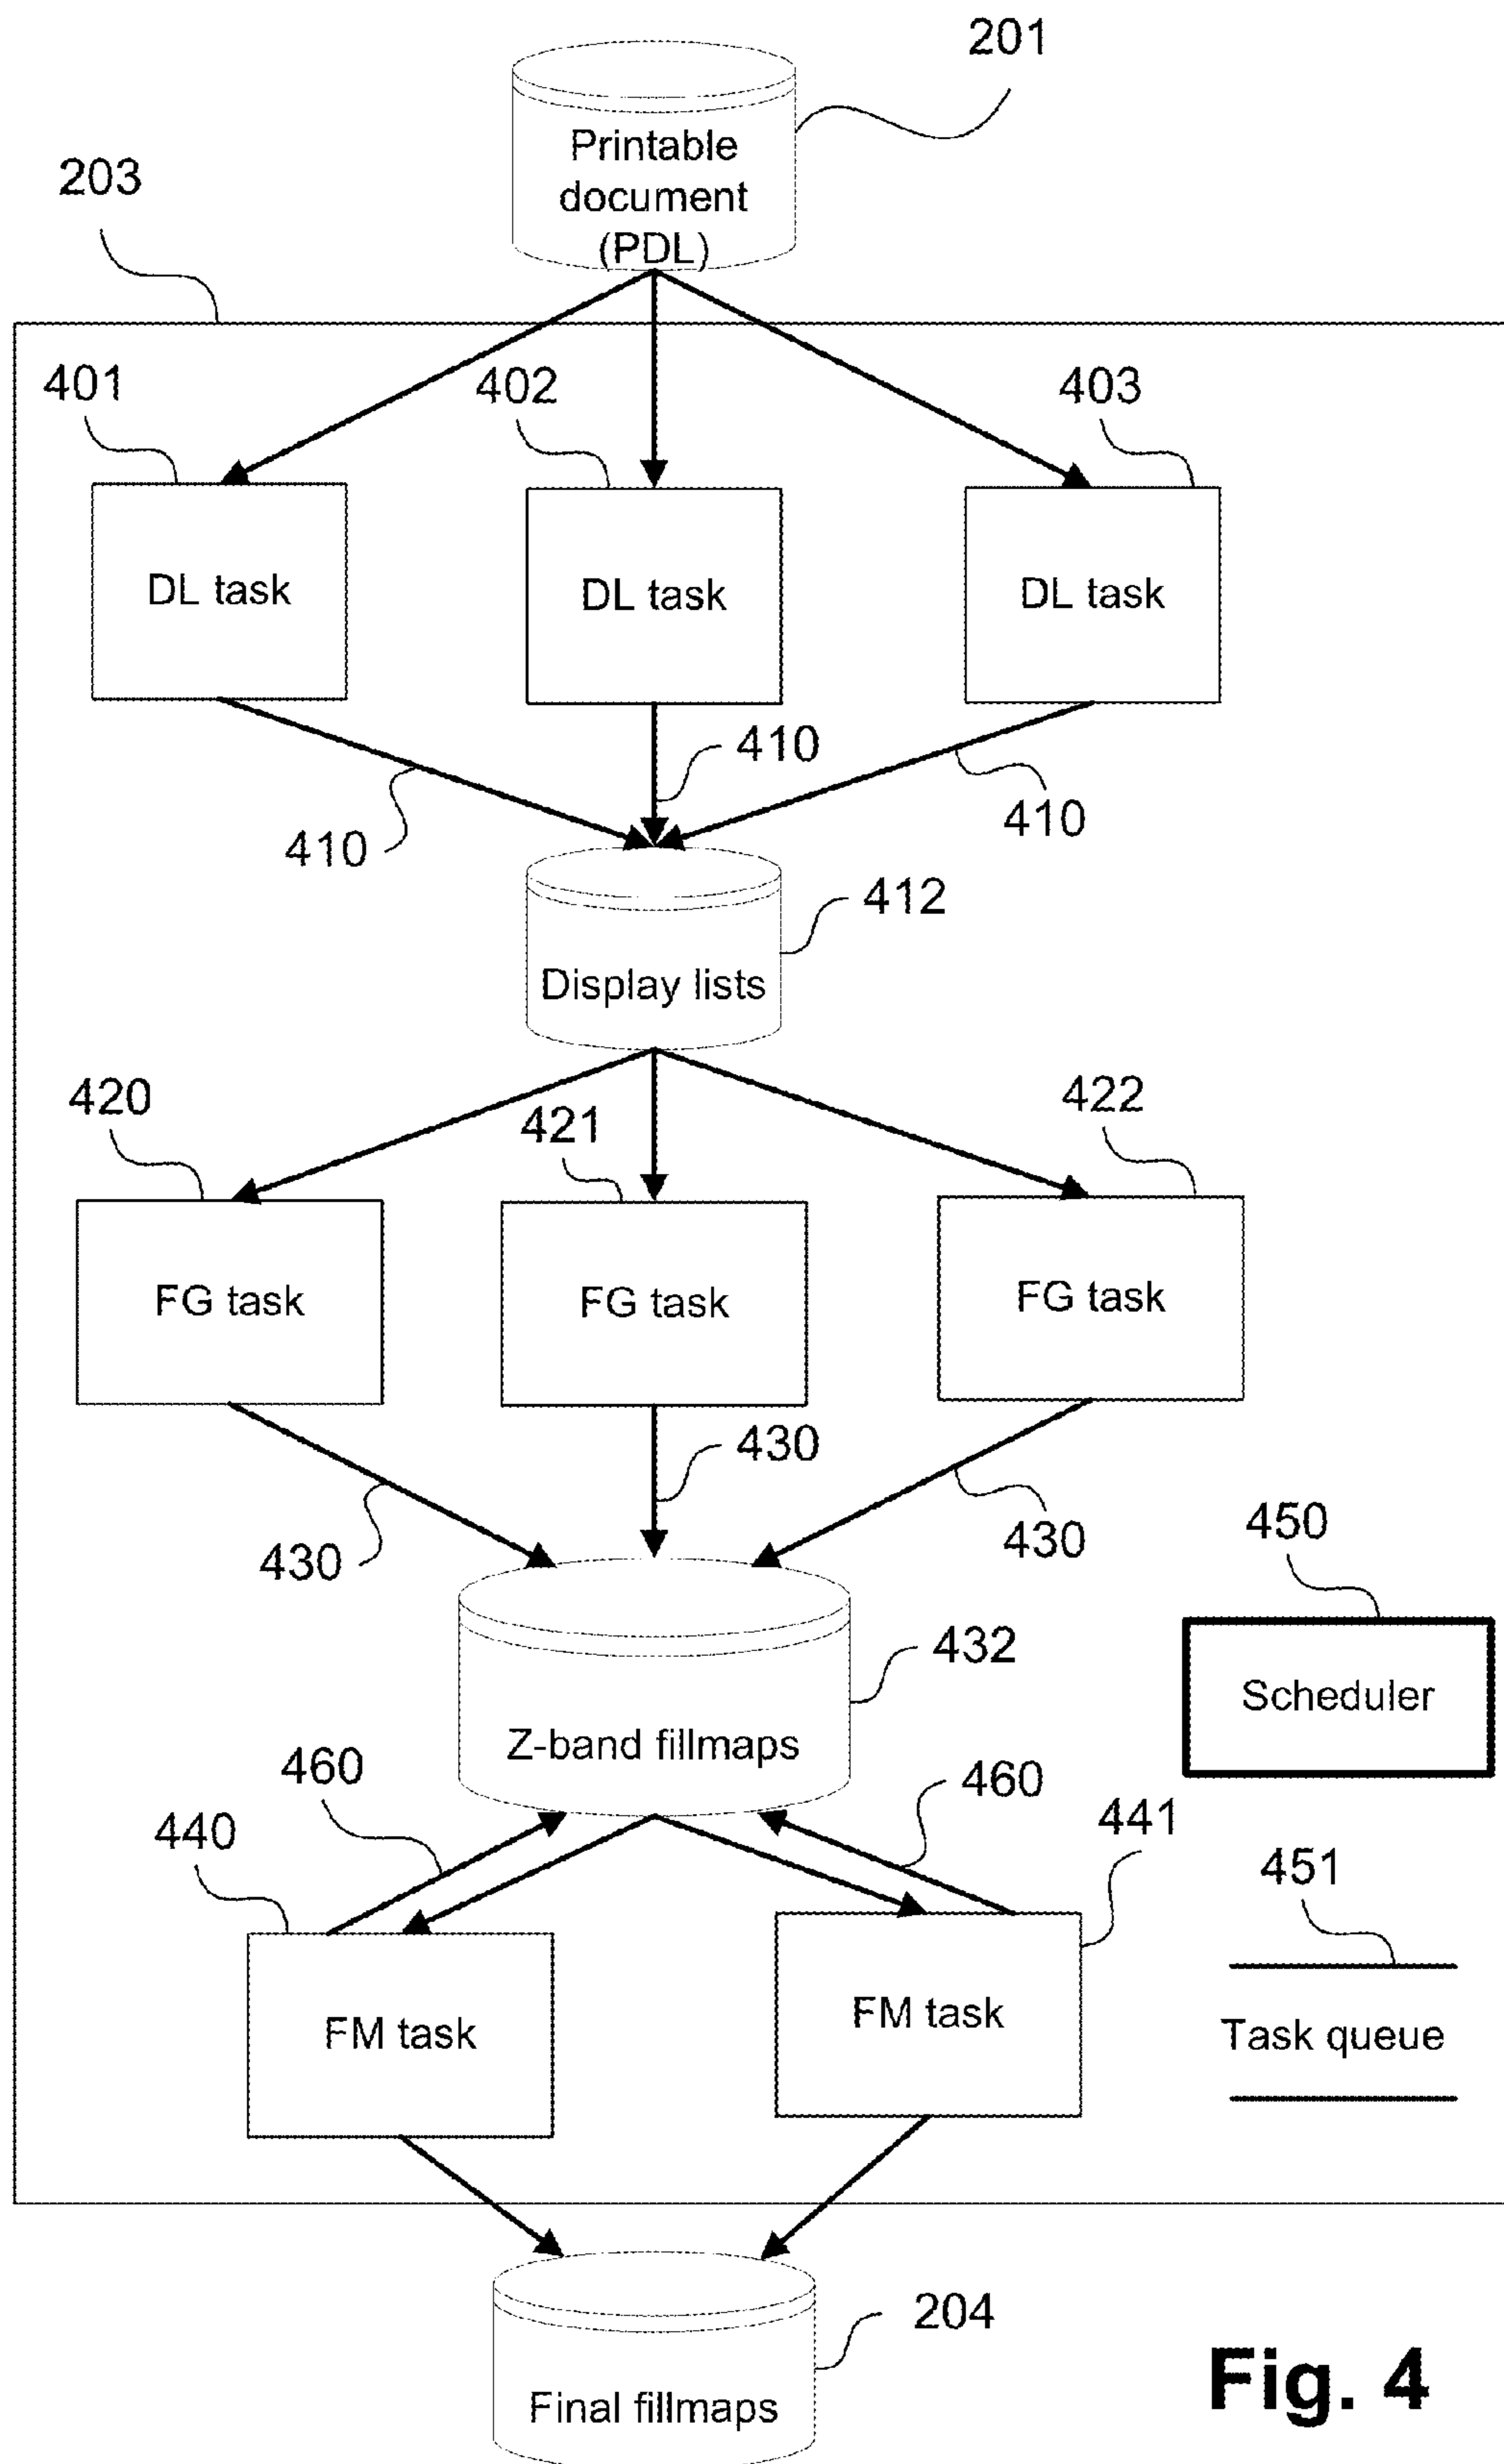 201
Printable
document
(PDL)
203
401
402
403
DL task
DL task
DL task
410
410
410
412
Display lists
420
421
422
FG task
FG task
FG task
430
430
430
450
432
Scheduler
Z-band fillmaps
460
460
440
441
451
FM task
FM task
Task queue
204
Final fillmaps
Fig. 4